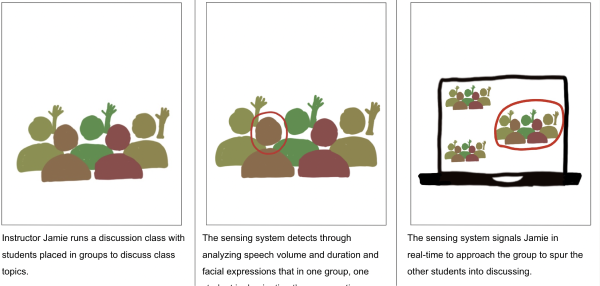 Instructor Jamie runs a discussion class with
students placed in groups to discuss class
topics.
The sensing system detects through
analyzing speech volume and duration and
facial expressions that in one group, one
The sensing system signals Jamie in
real-time to approach the group to spur the
other students into discussing.